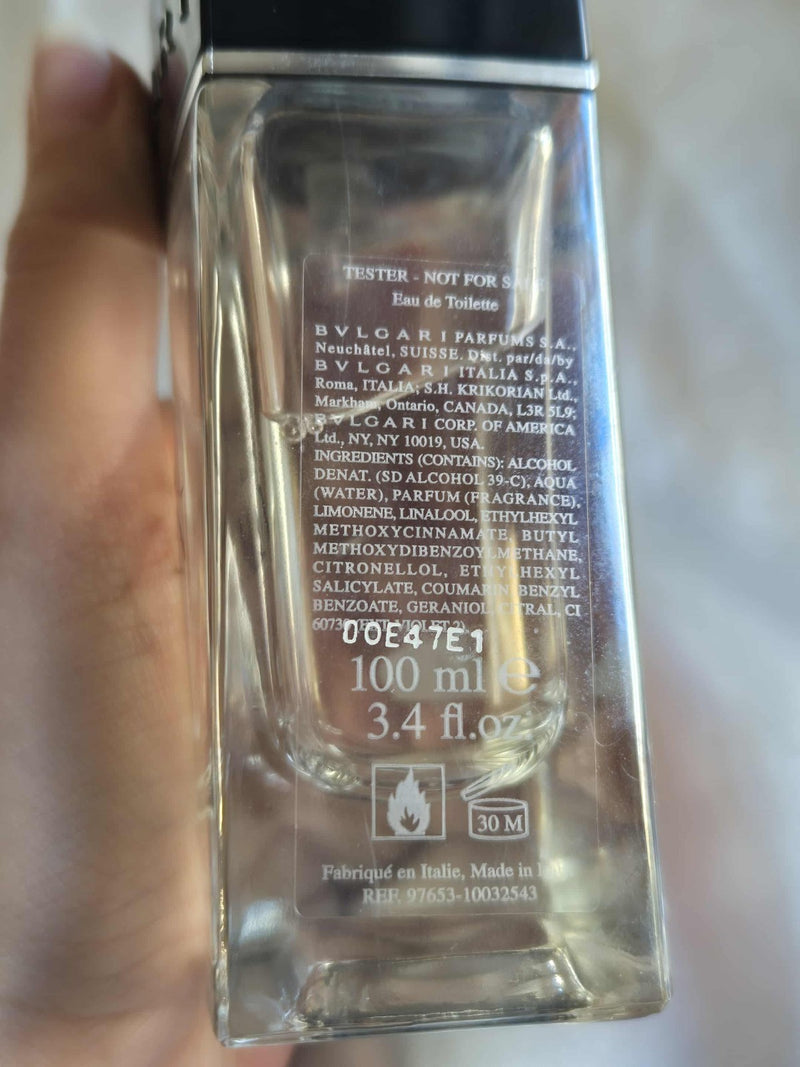 TESTER - NOT FOR
Eau de Toilette
BVLGARI PARFUMS S.A.,
Neuchâtel, SUISSE. Dist. par/da/by
BVLGARI ITALIA S.p.A.,
Roma, ITALIA; S.H. KRIKORIAN Ltd.,
Markham, Ontario, CANADA, L3R 5L9;
BVLGARI CORP. OF AMERICA
Ltd., NY, NY 10019, USA.
INGREDIENTS (CONTAINS): ALCOHOL
DENAT. (SD ALCOHOL 39-C), AQUA
(WATER), PARFUM (FRAGRANCE),
LIMONENE, LINALOOL, ETHYLHEXYL
METHOXYCINNAMATE, BUTYL
METHOXYDIBENZOYLMETHANE,
CITRONELLOL, ETHYLHEXYL
SALICYLATE, COUMARIN, BENZYL
BENZOATE, GERANIOL, CITRAL, CI
60730 (EXT. VIOLET 2).
00E47E1
100 ml e
3.4 fl.oz.
30 M
Fabriqué en Italie, Made in
REF. 97653-10032543